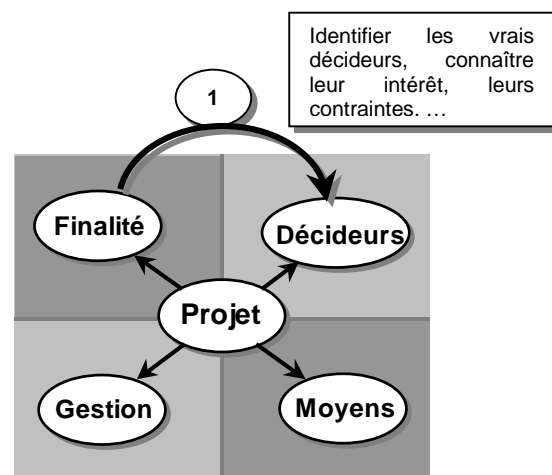 Identifier les vrais
décideurs, connaître
leur intérêt, leurs
contraintes. …
1
Finalité
Décideurs
Projet
Gestion
Moyens